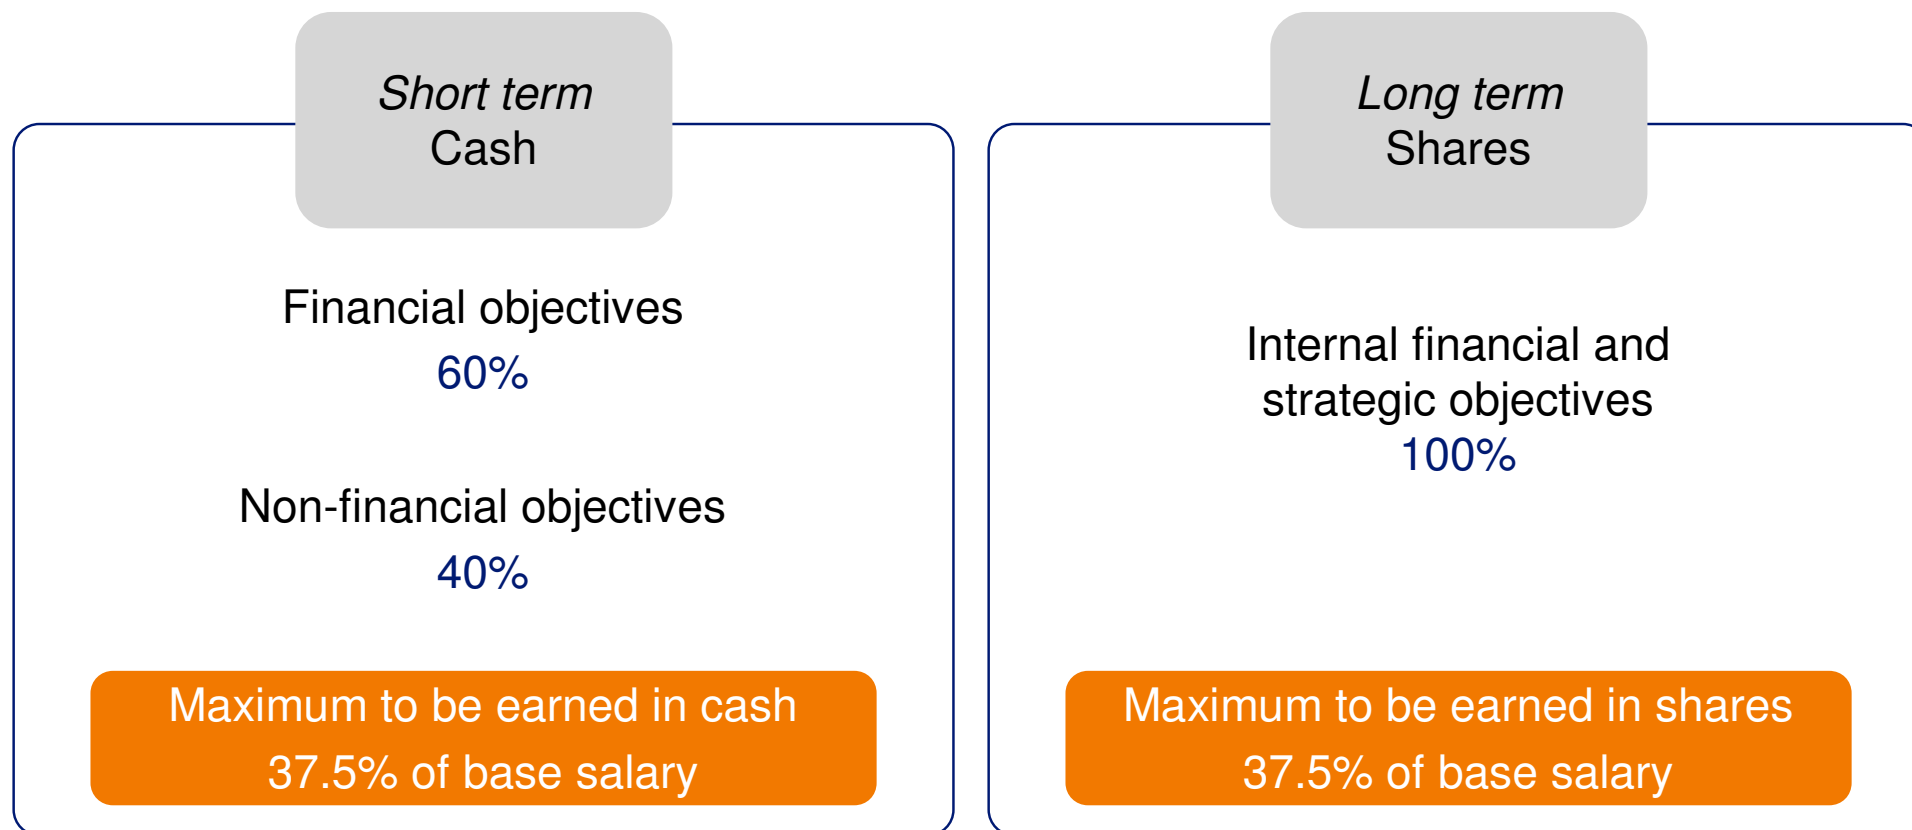 Short term
Cash
Financial objectives
60%
Non-financial objectives
40%
Maximum to be earned in cash
37.5% of base salary
Long term
Shares
Internal financial and
strategic objectives
100%
Maximum to be earned in shares
37.5% of base salary